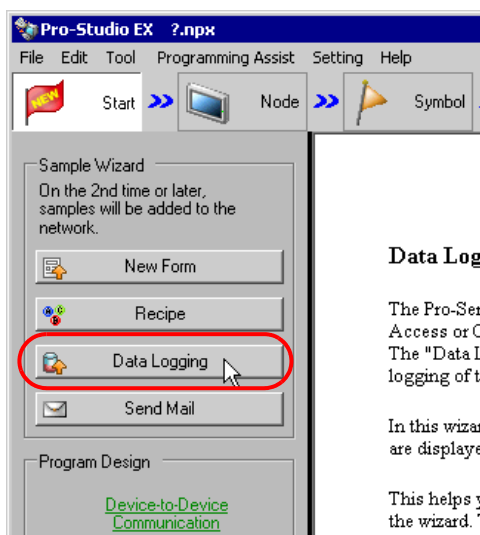 Pro-Studio EX ?.npx
File Edit Tool Programming Assist Setting Help
NEW Start Node Symbol
Sample Wizard
On the 2nd time or later,
samples will be added to the
network.
New Form
Recipe
Data Logging
Send Mail
Program Design
Device-to-Device
Communication
Data Log
The Pro-Ser
Access or
The "Data
logging of
In this
are
This helps
the wizard.